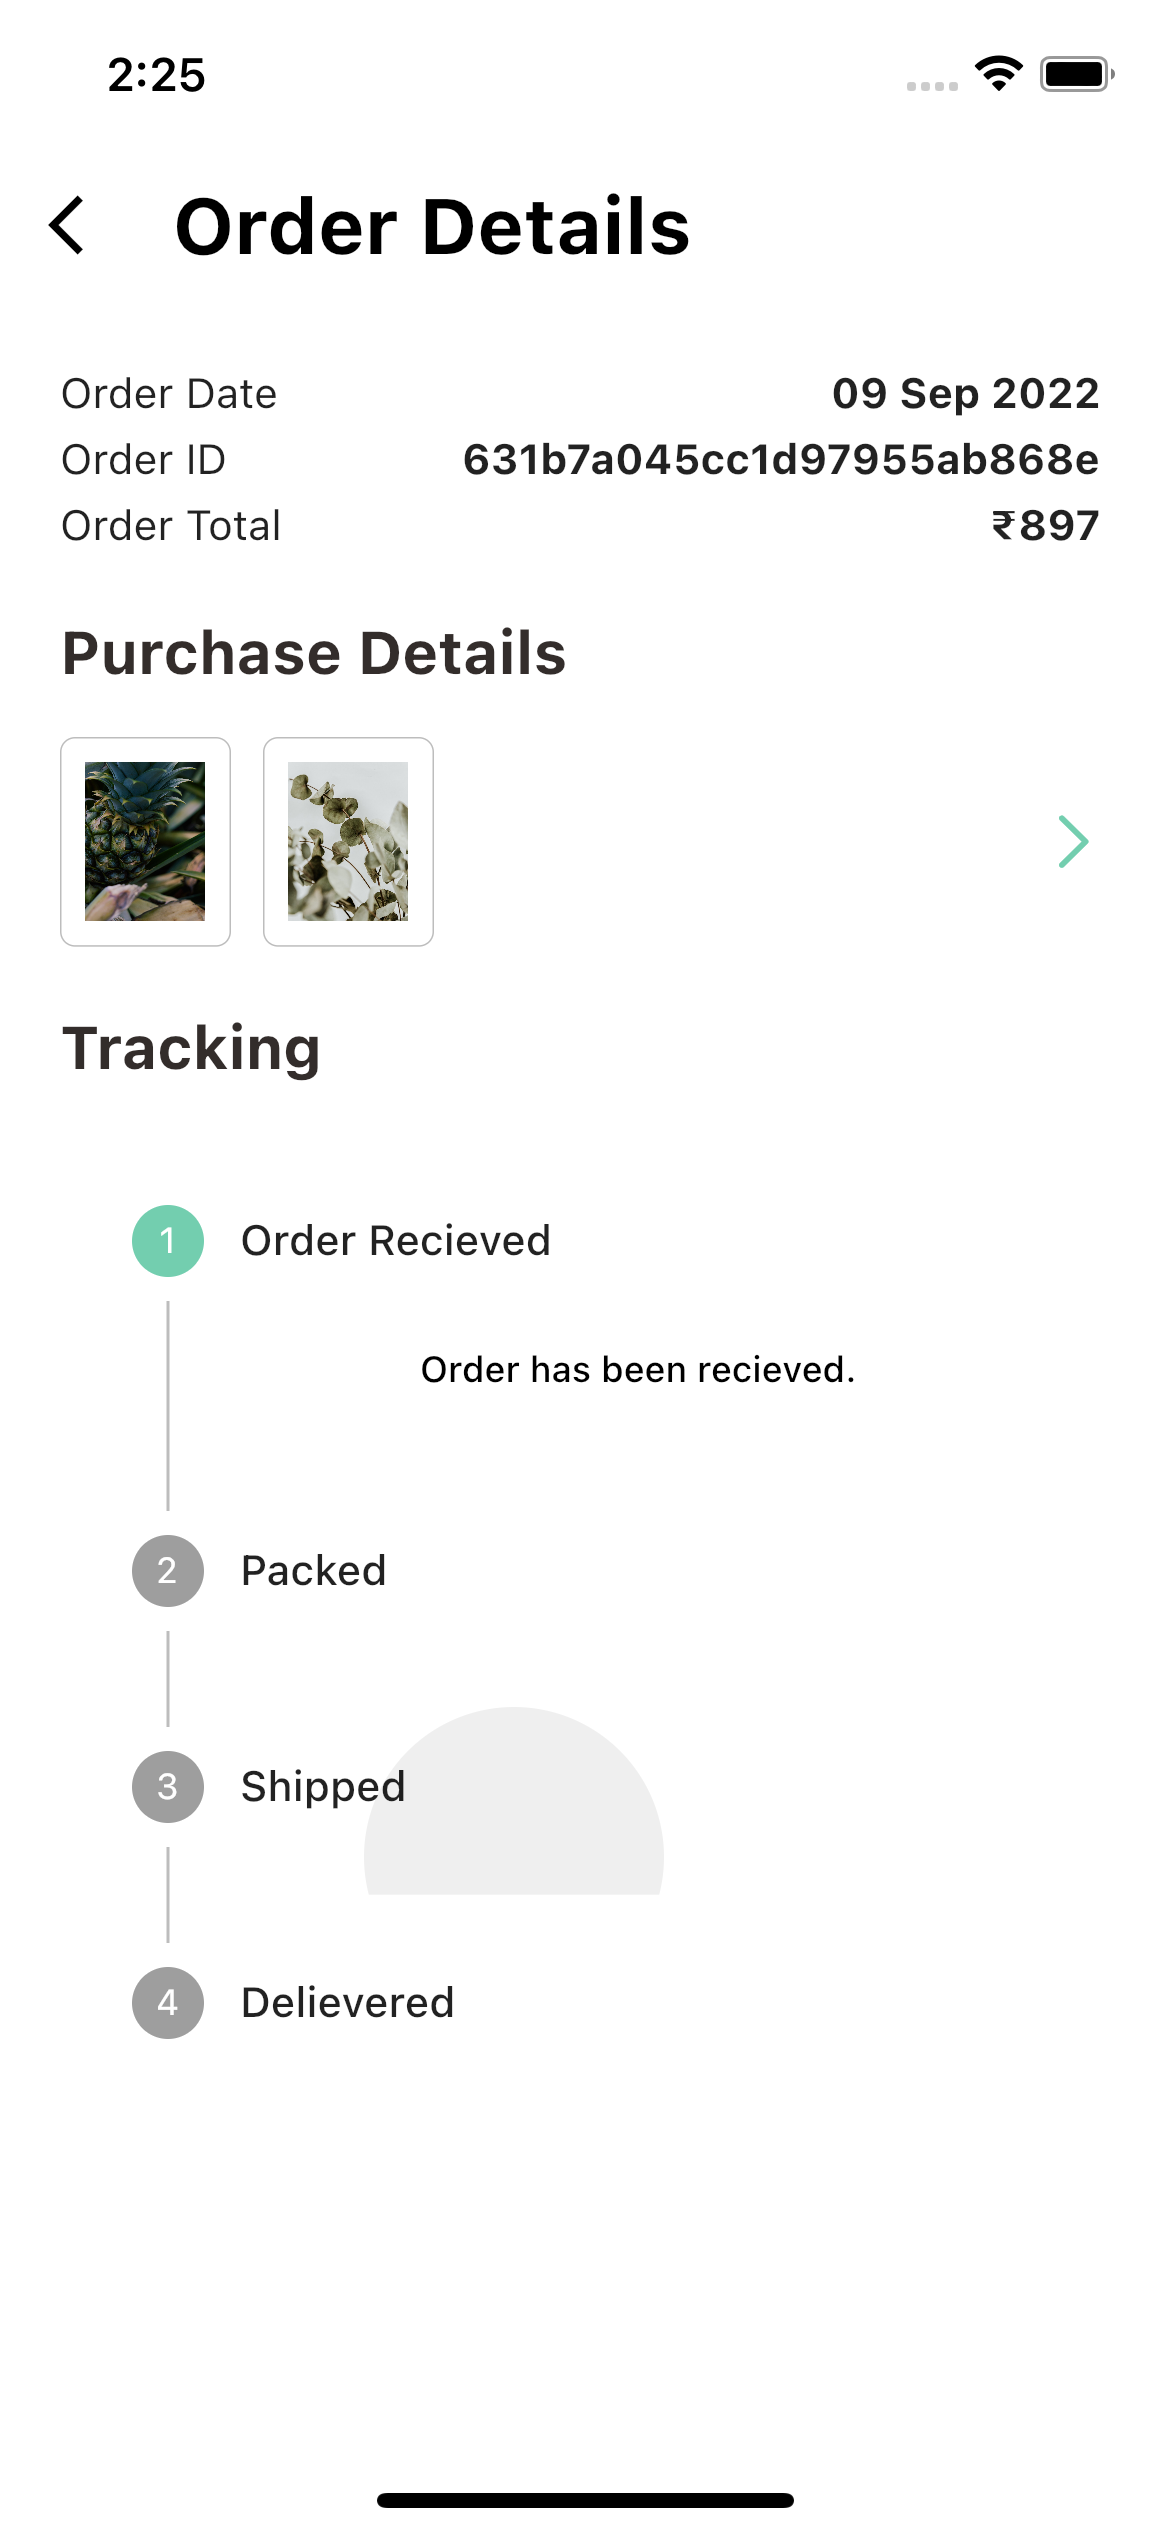 2:25
Order Details
Order Date 09 Sep 2022
Order ID 631b7a045cc1d97955ab868e
Order Total ₹897
Purchase Details
Tracking
1 Order Recieved
Order has been recieved.
2 Packed
3 Shipped
4 Delievered